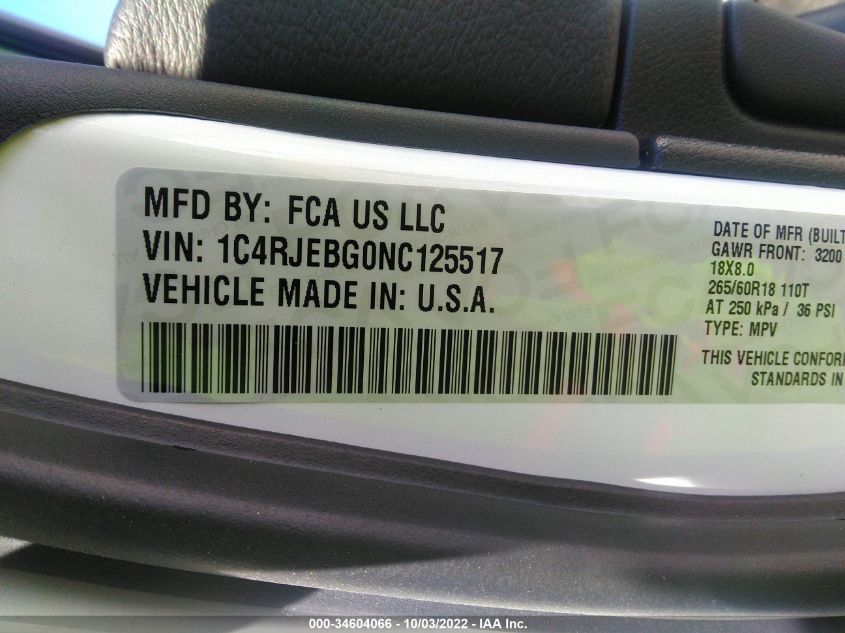 MFD BY: FCA US LLC
VIN: 1C4RJEBG0NC125517
VEHICLE MADE IN: U.S.A.
DATE OF MFR (BUILT
GAWR FRONT: 3200
18X8.0
265/60R18 110T
AT 250 kPa / 36 PSI
TYPE: MPV
THIS VEHICLE CONFOR
STANDARDS IN
000-34604066 - 10/03/2022 - IAA Inc.